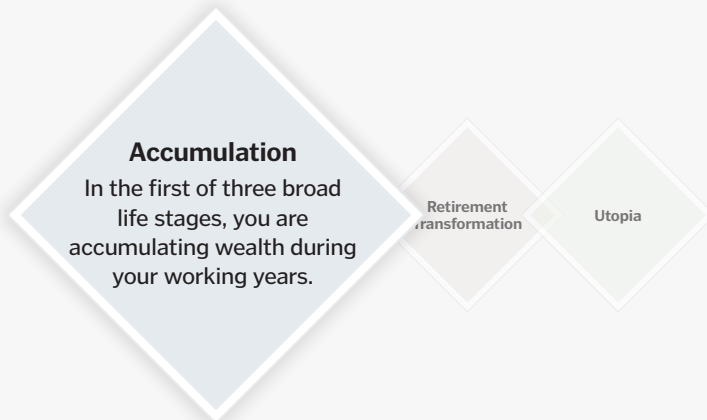 Accumulation
In the first of three broad
life stages, you are
accumulating wealth during
your working years.
Retirement
Transformation
Utopia